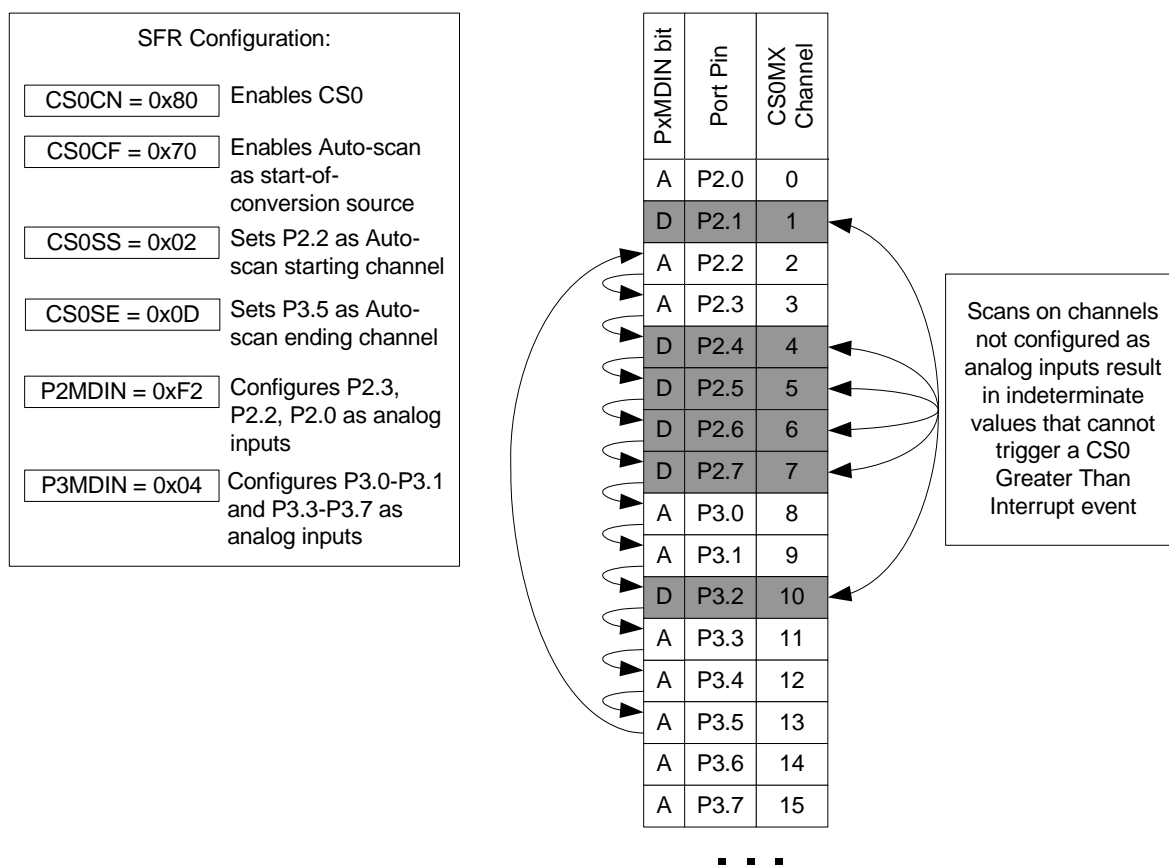 SFR Configuration:
CS0CN = 0x80
Enables CS0
CS0CF = 0x70
Enables Auto-scan
as start-of-
conversion source
CS0SS = 0x02
Sets P2.2 as Auto-
scan starting channel
CS0SE = 0x0D
Sets P3.5 as Auto-
scan ending channel
P2MDIN = 0xF2
Configures P2.3,
P2.2, P2.0 as analog
inputs
P3MDIN = 0x04
Configures P3.0-P3.1
and P3.3-P3.7 as
analog inputs
PxMDIN bit
Port Pin
CS0MX
Channel
A P2.0 0
D P2.1 1
A P2.2 2
A P2.3 3
D P2.4 4
D P2.5 5
D P2.6 6
D P2.7 7
A P3.0 8
A P3.1 9
D P3.2 10
A P3.3 11
A P3.4 12
A P3.5 13
A P3.6 14
A P3.7 15
Scans on channels
not configured as
analog inputs result
in indeterminate
values that cannot
trigger a CS0
Greater Than
Interrupt event